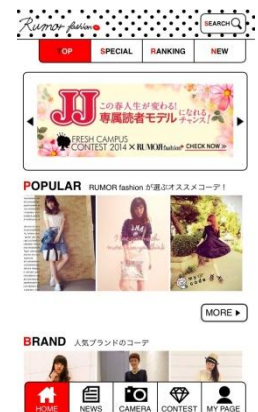 Rumor fashion
SEARCH
TOP
SPECIAL
RANKING
NEW
JJ
この春人生が変わる!
専属読者モデルになれるチャンス!
FRESH CAMPUS
CONTEST 2014 × RUMOR fashion
CHECK NOW
POPULAR RUMOR fashion が選ぶオススメコーデ!
MORE
BRAND 人気ブランドのコーデ
HOME
NEWS
CAMERA
CONTEST
MY PAGE